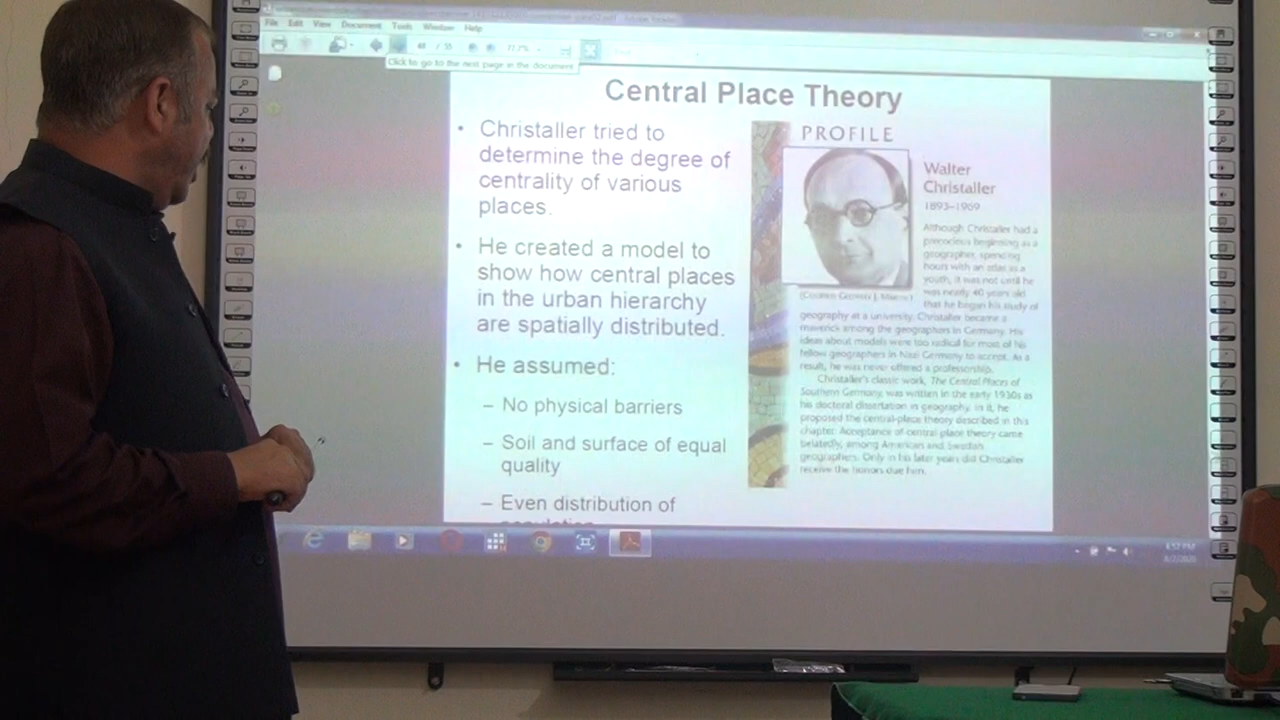 File Edit View Document Tools Window Help
48 / 55 77.7%
Click to go to the next page in the document
Central Place Theory
• Christaller tried to
determine the degree of
centrality of various
places.
• He created a model to
show how central places
in the urban hierarchy
are spatially distributed.
• He assumed:
– No physical barriers
– Soil and surface of equal
quality
– Even distribution of
population
PROFILE
Walter
Christaller
1893–1969
Although Christaller had a
precocious beginning as a
geographer, spending
hours with an atlas as a
youth, it was not until he
was nearly 40 years old
that he began his study of
geography at a university. Christaller became a
maverick among the geographers in Germany. His
ideas about models were too radical for most of his
fellow geographers in Nazi Germany to accept. As a
result, he was never offered a professorship.
Christaller's classic work, The Central Places of
Southern Germany, was written in the early 1930s as
his doctoral dissertation in geography. In it, he
proposed the central-place theory described in this
chapter. Acceptance of central place theory came
belatedly, among American and Swedish
geographers. Only in his later years did Christaller
receive the honors due him.
6:57 PM